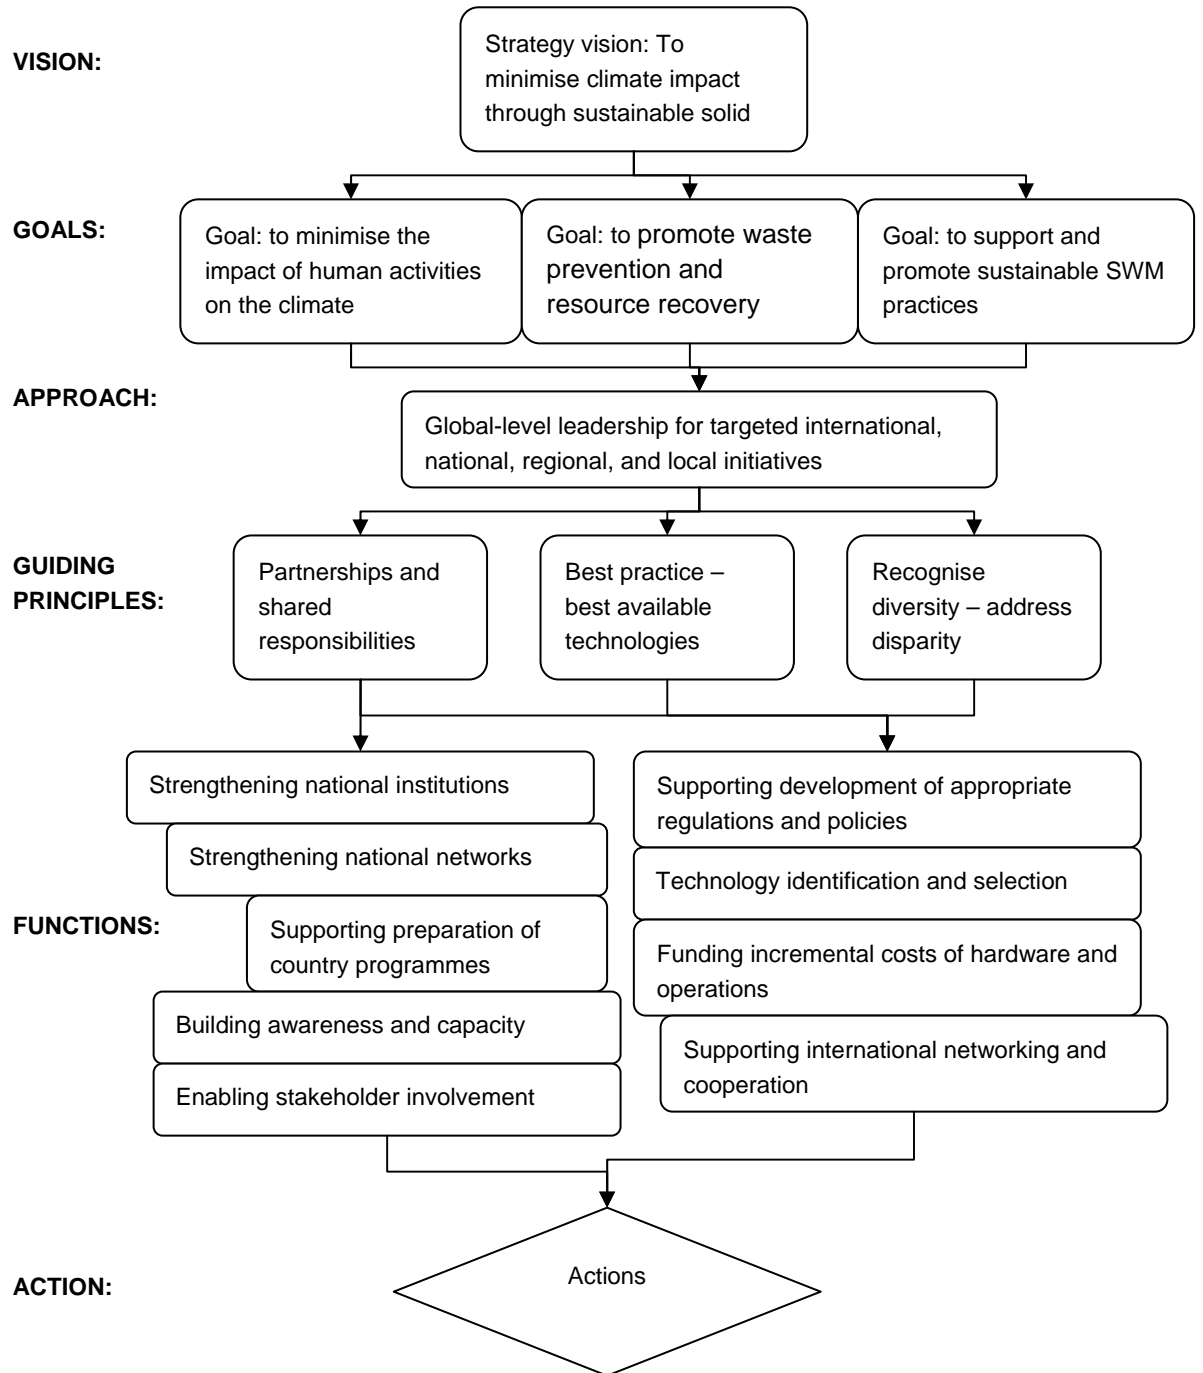 VISION:
Strategy vision: To
minimise climate impact
through sustainable solid
GOALS:
Goal: to minimise the
impact of human activities
on the climate
Goal: to promote waste
prevention and
resource recovery
Goal: to support and
promote sustainable SWM
practices
APPROACH:
Global-level leadership for targeted international,
national, regional, and local initiatives
GUIDING
PRINCIPLES:
Partnerships and
shared
responsibilities
Best practice –
best available
technologies
Recognise
diversity – address
disparity
FUNCTIONS:
Strengthening national institutions
Strengthening national networks
Supporting preparation of
country programmes
Building awareness and capacity
Enabling stakeholder involvement
Supporting development of appropriate
regulations and policies
Technology identification and selection
Funding incremental costs of hardware and
operations
Supporting international networking and
cooperation
ACTION:
Actions